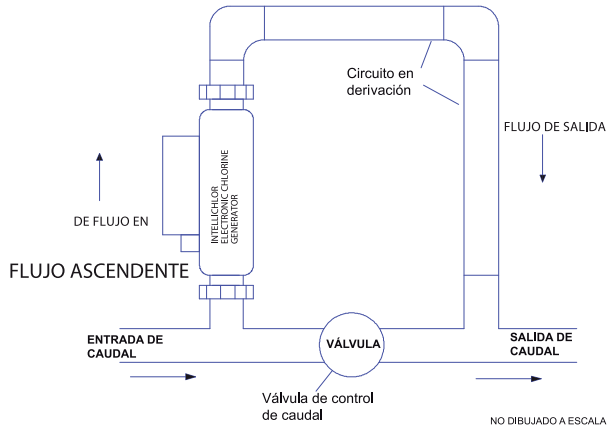 Circuito en
derivación
FLUJO DE SALIDA
INTELLICHLOR
ELECTRONIC CHLORINE
GENERATOR
DE FLUJO EN
FLUJO ASCENDENTE
ENTRADA DE
CAUDAL
VÁLVULA
SALIDA DE
CAUDAL
Válvula de control
de caudal
NO DIBUJADO A ESCALA